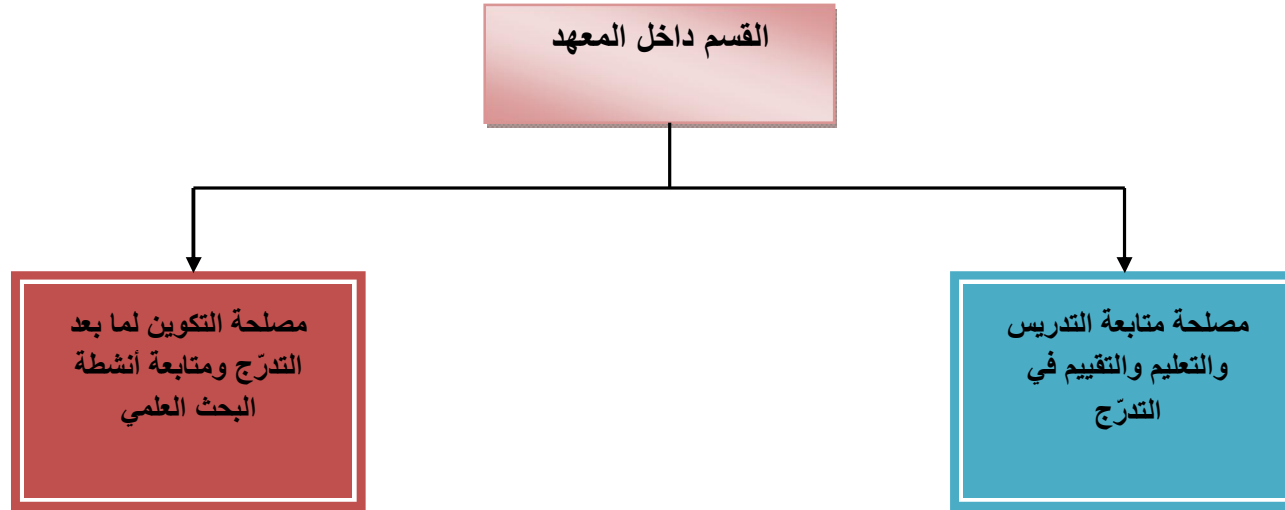 القسم داخل المعهد
مصلحة متابعة التدريس
والتعليم والتقييم في
التدرّج
مصلحة التكوين لما بعد
التدرّج ومتابعة أنشطة
البحث العلمي